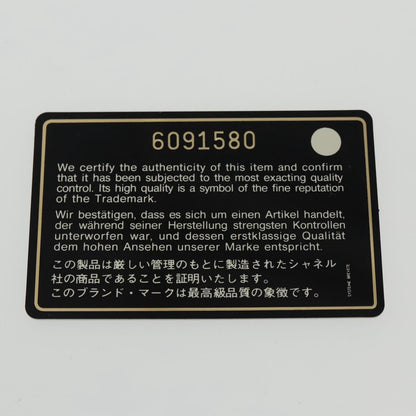 6091580
We certify the authenticity of this item and confirm
that it has been subjected to the most exacting quality
control. Its high quality is a symbol of the fine reputation
of the Trademark.
Wir bestätigen, dass es sich um einen Artikel handelt,
der während seiner Herstellung strengsten Kontrollen
unterworfen war, und dessen erstklassige Qualität
dem hohen Ansehen unserer Marke entspricht.
この製品は厳しい管理のもとに製造されたシャネル
社の商品であることを証明いたします。
このブランド・マークは最高級品質の象徴です。